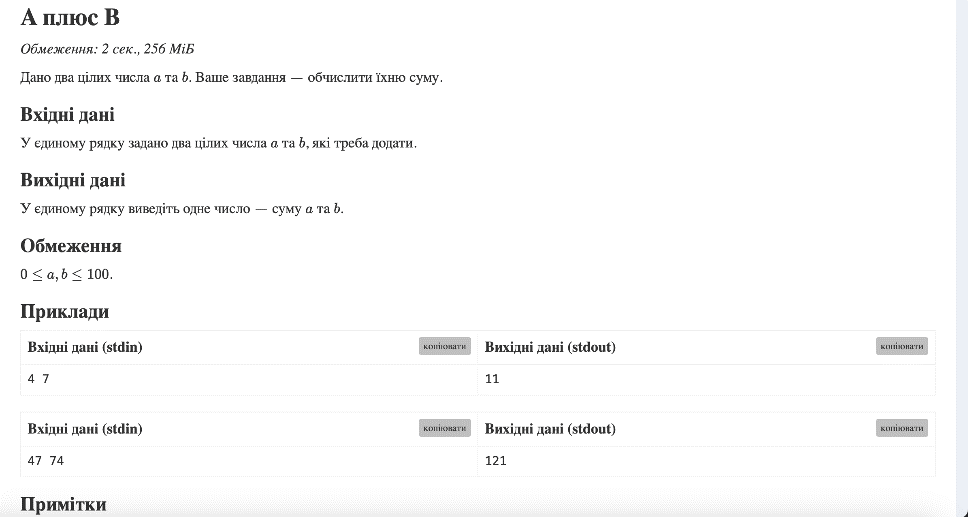 А плюс B
Обмеження: 2 сек., 256 МіБ
Дано два цілих числа a та b. Ваше завдання — обчислити їхню суму.
Вхідні дані
У єдиному рядку задано два цілих числа a та b, які треба додати.
Вихідні дані
У єдиному рядку виведіть одне число — суму a та b.
Обмеження
0 ≤ a, b ≤ 100.
Приклади
Вхідні дані (stdin) копіювати Вихідні дані (stdout) копіювати
4 7 11
Вхідні дані (stdin) копіювати Вихідні дані (stdout) копіювати
47 74 121
Примітки